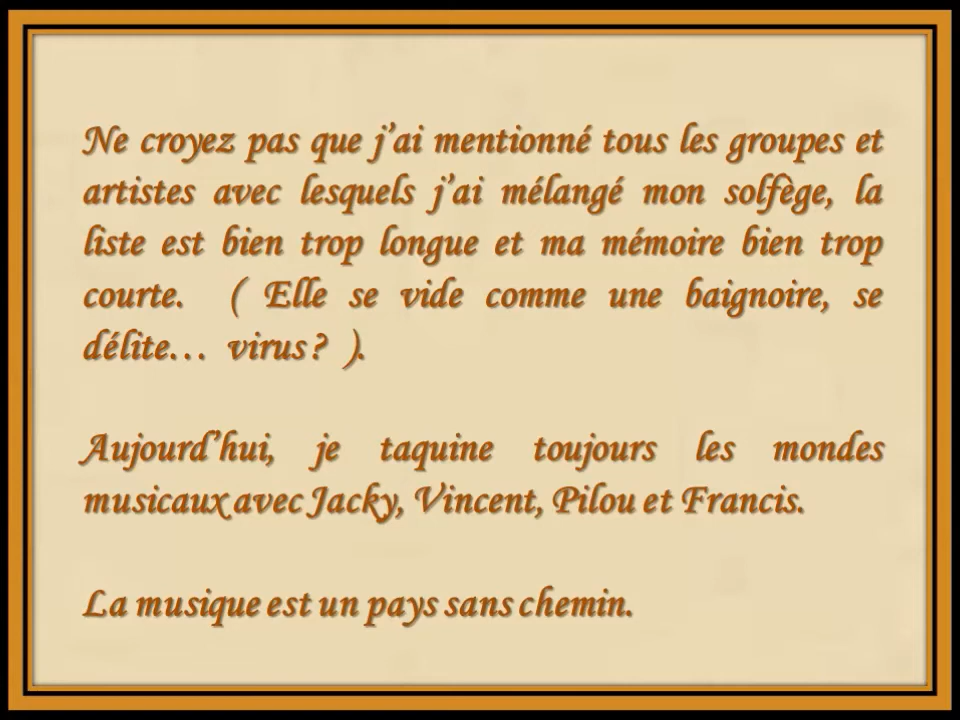 Ne croyez pas que j’ai mentionné tous les groupes et
artistes avec lesquels j’ai mélangé mon solfège, la
liste est bien trop longue et ma mémoire bien trop
courte. ( Elle se vide comme une baignoire, se
délite… virus ? ).
Aujourd’hui, je taquine toujours les mondes
musicaux avec Jacky, Vincent, Pilou et Francis.
La musique est un pays sans chemin.